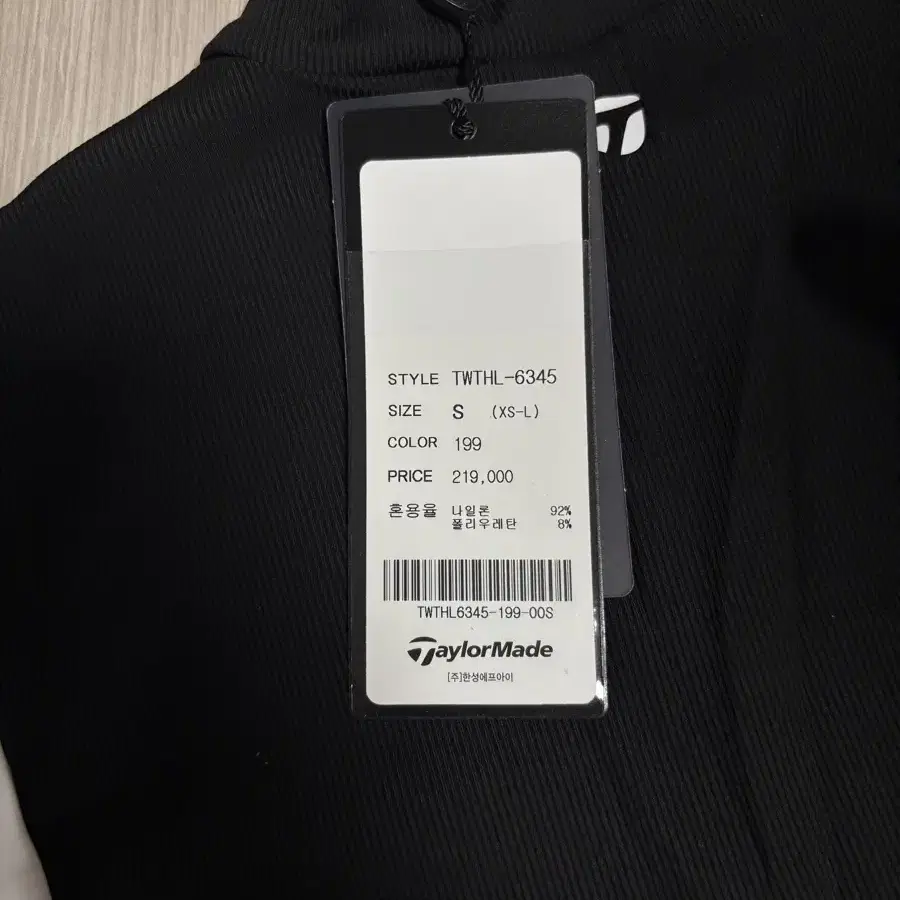 STYLE TWTHL-6345
SIZE S (XS-L)
COLOR 199
PRICE 219,000
혼용율 나일론 92%
폴리우레탄 8%
TWTHL6345-199-00S
TaylorMade
[주]한성에프아이